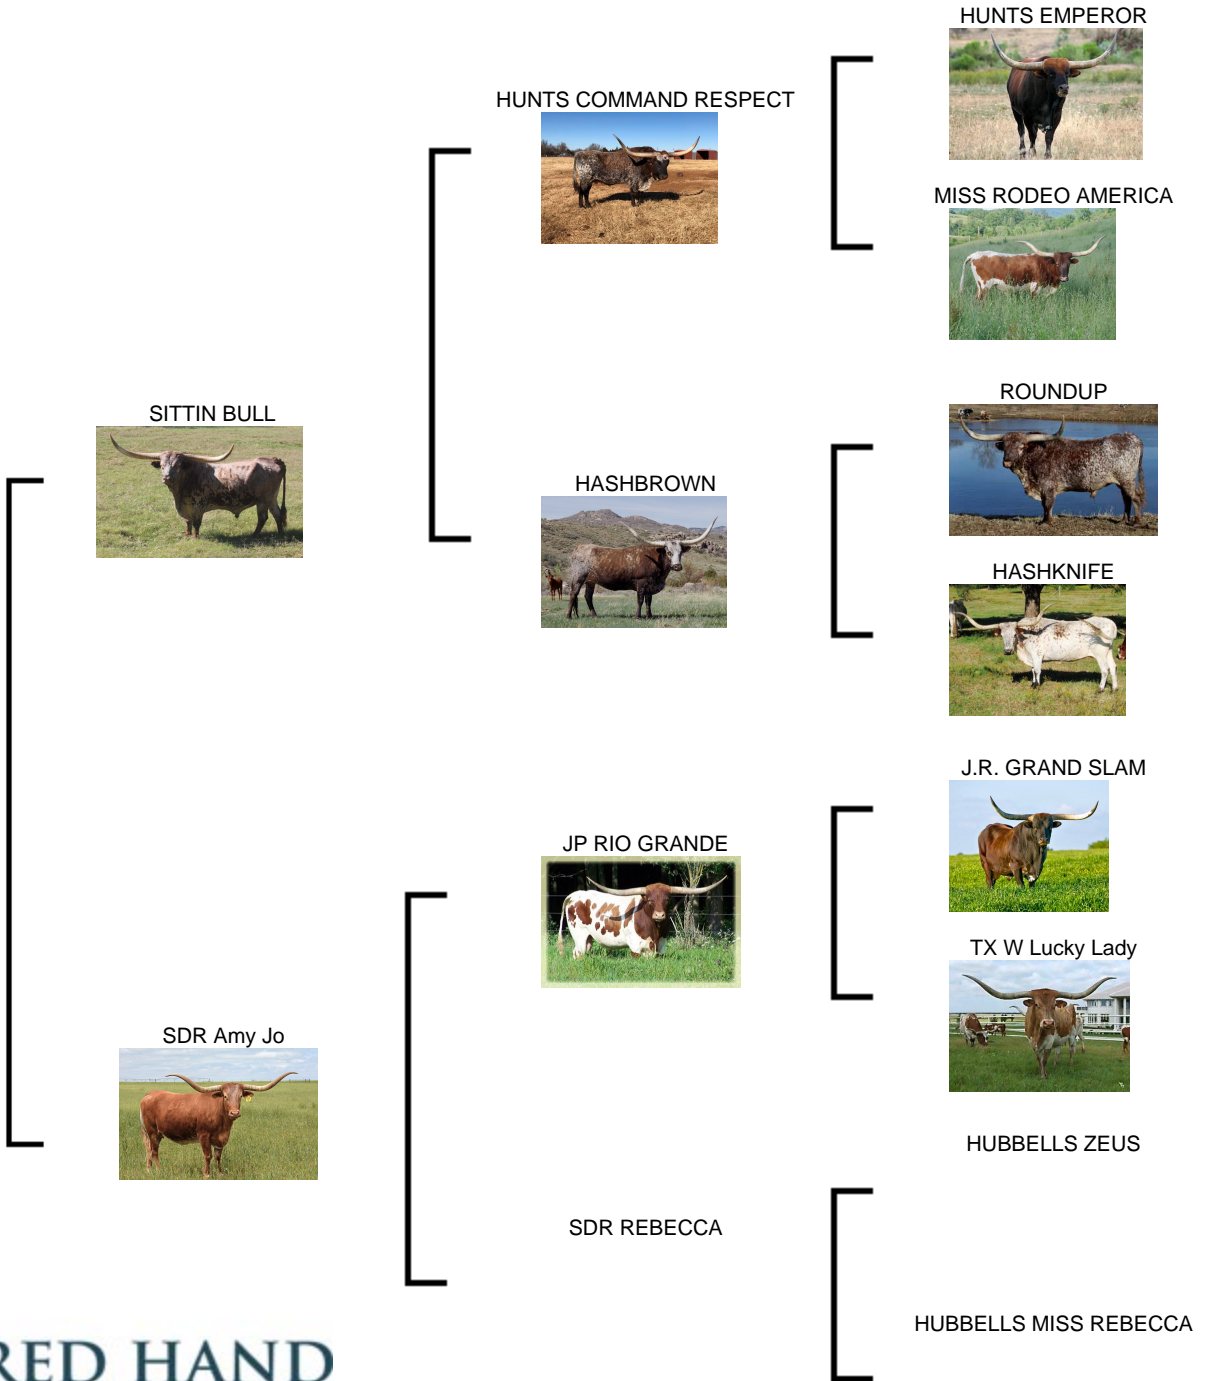 HUNTS EMPEROR
HUNTS COMMAND RESPECT
MISS RODEO AMERICA
ROUNDUP
SITTIN BULL
HASHBROWN
HASHKNIFE
J.R. GRAND SLAM
JP RIO GRANDE
TX W Lucky Lady
SDR Amy Jo
HUBBELLS ZEUS
SDR REBECCA
HUBBELLS MISS REBECCA
RED HAND